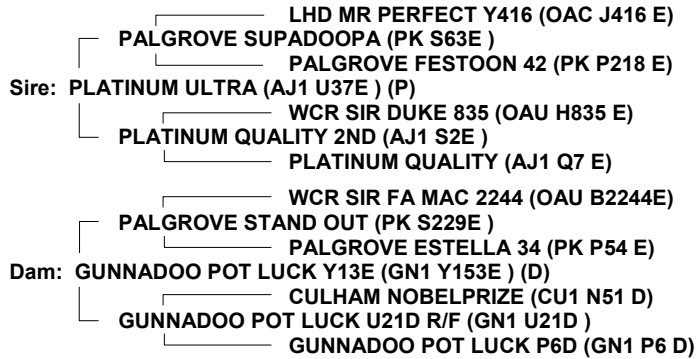 LHD MR PERFECT Y416 (OAC J416 E)
PALGROVE SUPADOOPA (PK S63E )
PALGROVE FESTOON 42 (PK P218 E)
Sire: PLATINUM ULTRA (AJ1 U37E ) (P)
WCR SIR DUKE 835 (OAU H835 E)
PLATINUM QUALITY 2ND (AJ1 S2E )
PLATINUM QUALITY (AJ1 Q7 E)
WCR SIR FA MAC 2244 (OAU B2244E)
PALGROVE STAND OUT (PK S229E )
PALGROVE ESTELLA 34 (PK P54 E)
Dam: GUNNADOO POT LUCK Y13E (GN1 Y153E ) (D)
CULHAM NOBELPRIZE (CU1 N51 D)
GUNNADOO POT LUCK U21D R/F (GN1 U21D )
GUNNADOO POT LUCK P6D (GN1 P6 D)